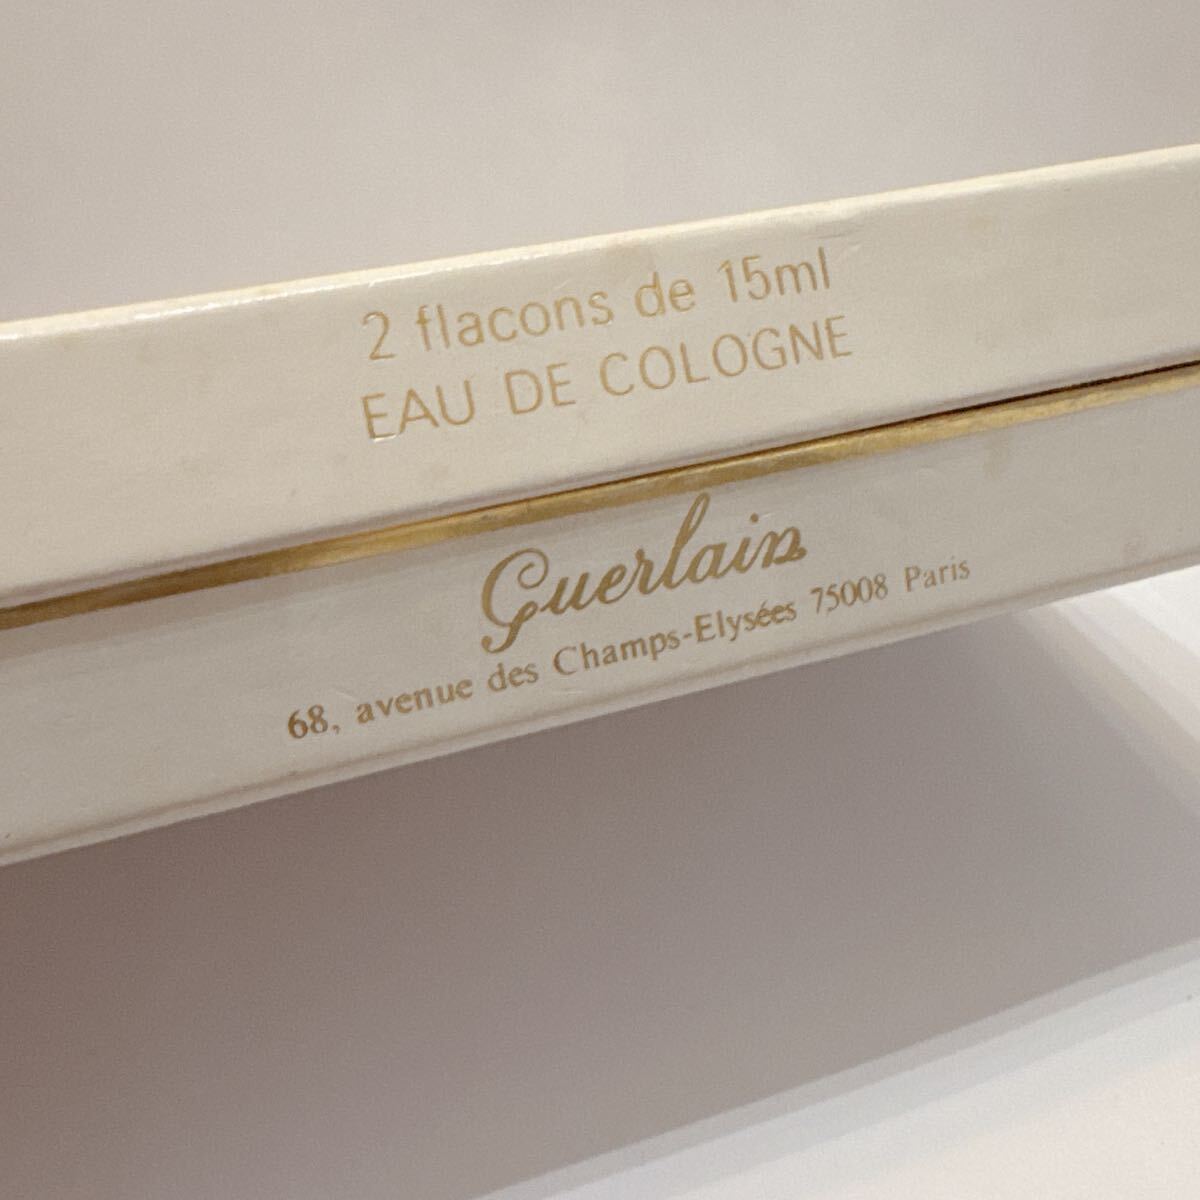 2 flacons de 15ml
EAU DE COLOGNE
Guerlain
68, avenue des Champs-Elysées 75008 Paris